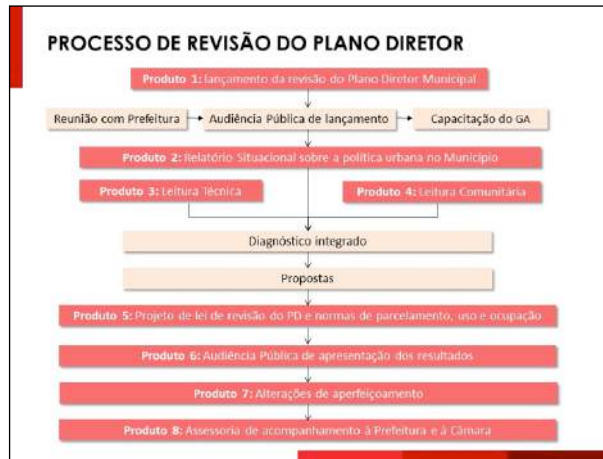 PROCESSO DE REVISÃO DO PLANO DIRETOR
Produto 1: lançamento da revisão do Plano Diretor Municipal
Reunião com Prefeitura
Audiência Pública de lançamento
Capacitação do GA
Produto 2: Relatório Situacional sobre a política urbana no Município
Produto 3: Leitura Técnica
Produto 4: Leitura Comunitária
Diagnóstico integrado
Propostas
Produto 5: Projeto de lei de revisão do PD e normas de parcelamento, uso e ocupação
Produto 6: Audiência Pública de apresentação dos resultados
Produto 7: Alterações de aperfeiçoamento
Produto 8: Assessoria de acompanhamento à Prefeitura e à Câmara